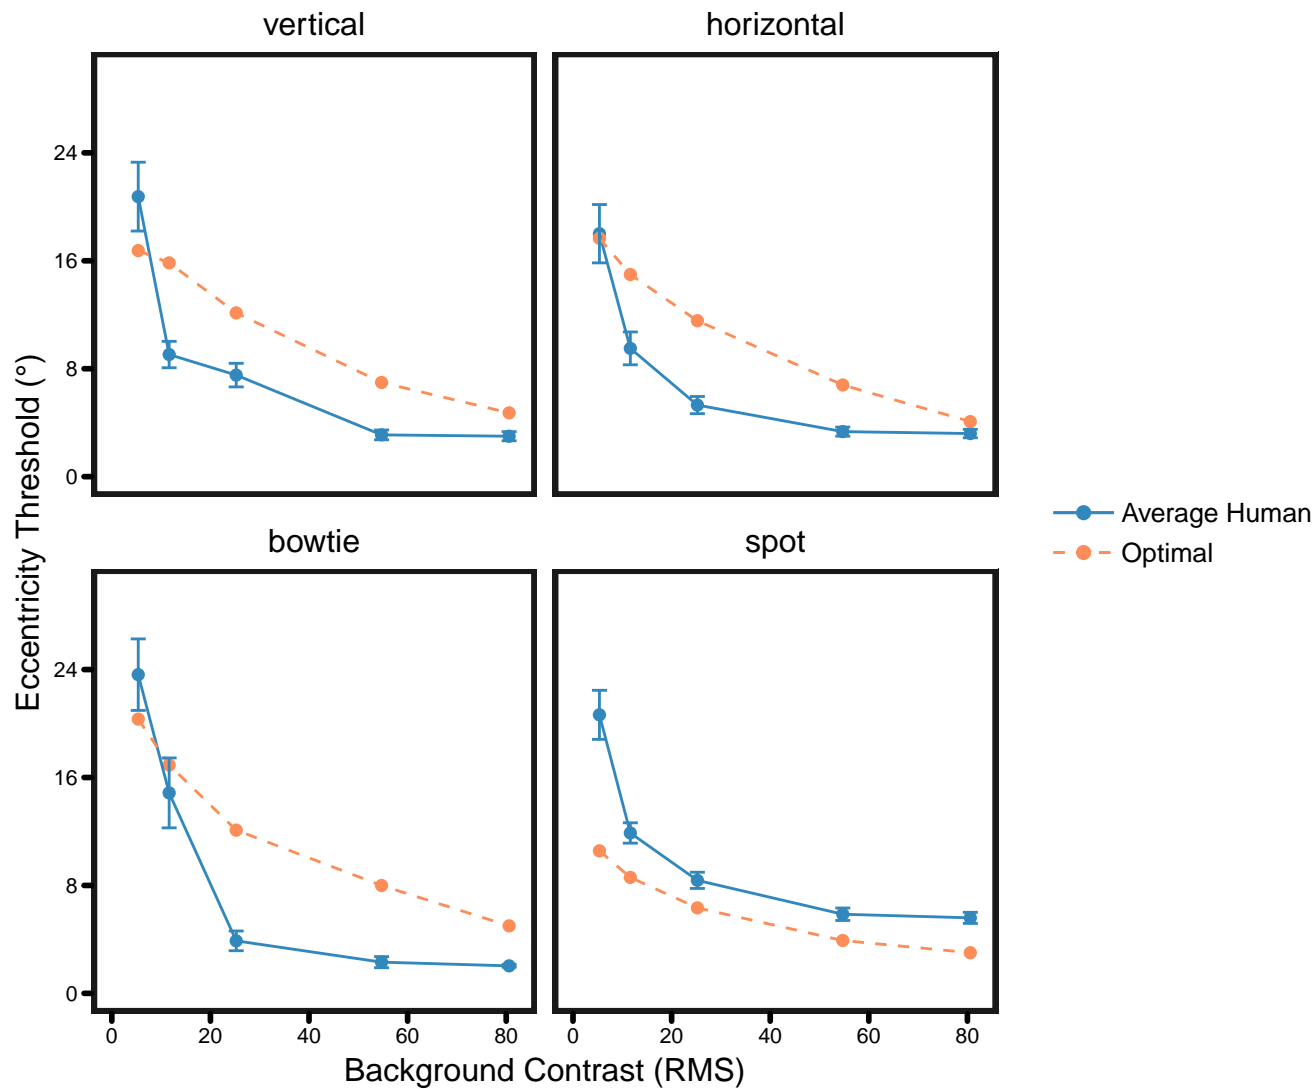 vertical
horizontal
24
16
8
0
Eccentricity Threshold (°)
Average Human
Optimal
bowtie
spot
24
16
8
0
0 20 40 60 80
0 20 40 60 80
Background Contrast (RMS)